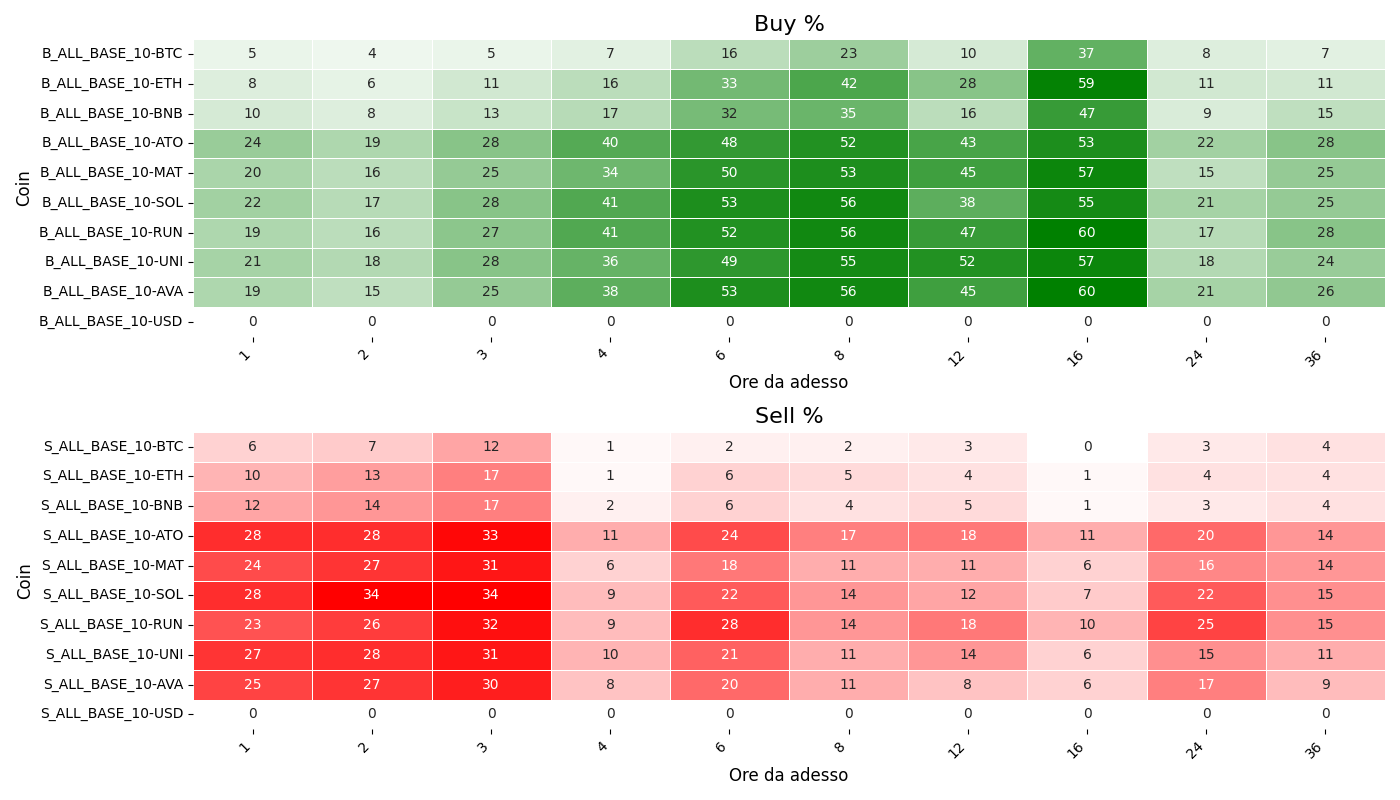 Buy %
Coin
B_ALL_BASE_10-BTC 5 4 5 7 16 23 10 37 8 7
B_ALL_BASE_10-ETH 8 6 11 16 33 42 28 59 11 11
B_ALL_BASE_10-BNB 10 8 13 17 32 35 16 47 9 15
B_ALL_BASE_10-ATO 24 19 28 40 48 52 43 53 22 28
B_ALL_BASE_10-MAT 20 16 25 34 50 53 45 57 15 25
B_ALL_BASE_10-SOL 22 17 28 41 53 56 38 55 21 25
B_ALL_BASE_10-RUN 19 16 27 41 52 56 47 60 17 28
B_ALL_BASE_10-UNI 21 18 28 36 49 55 52 57 18 24
B_ALL_BASE_10-AVA 19 15 25 38 53 56 45 60 21 26
B_ALL_BASE_10-USD 0 0 0 0 0 0 0 0 0 0
1 2 3 4 6 8 12 16 24 36
Ore da adesso
Sell %
Coin
S_ALL_BASE_10-BTC 6 7 12 1 2 2 3 0 3 4
S_ALL_BASE_10-ETH 10 13 17 1 6 5 4 1 4 4
S_ALL_BASE_10-BNB 12 14 17 2 6 4 5 1 3 4
S_ALL_BASE_10-ATO 28 28 33 11 24 17 18 11 20 14
S_ALL_BASE_10-MAT 24 27 31 6 18 11 11 6 16 14
S_ALL_BASE_10-SOL 28 34 34 9 22 14 12 7 22 15
S_ALL_BASE_10-RUN 23 26 32 9 28 14 18 10 25 15
S_ALL_BASE_10-UNI 27 28 31 10 21 11 14 6 15 11
S_ALL_BASE_10-AVA 25 27 30 8 20 11 8 6 17 9
S_ALL_BASE_10-USD 0 0 0 0 0 0 0 0 0 0
1 2 3 4 6 8 12 16 24 36
Ore da adesso